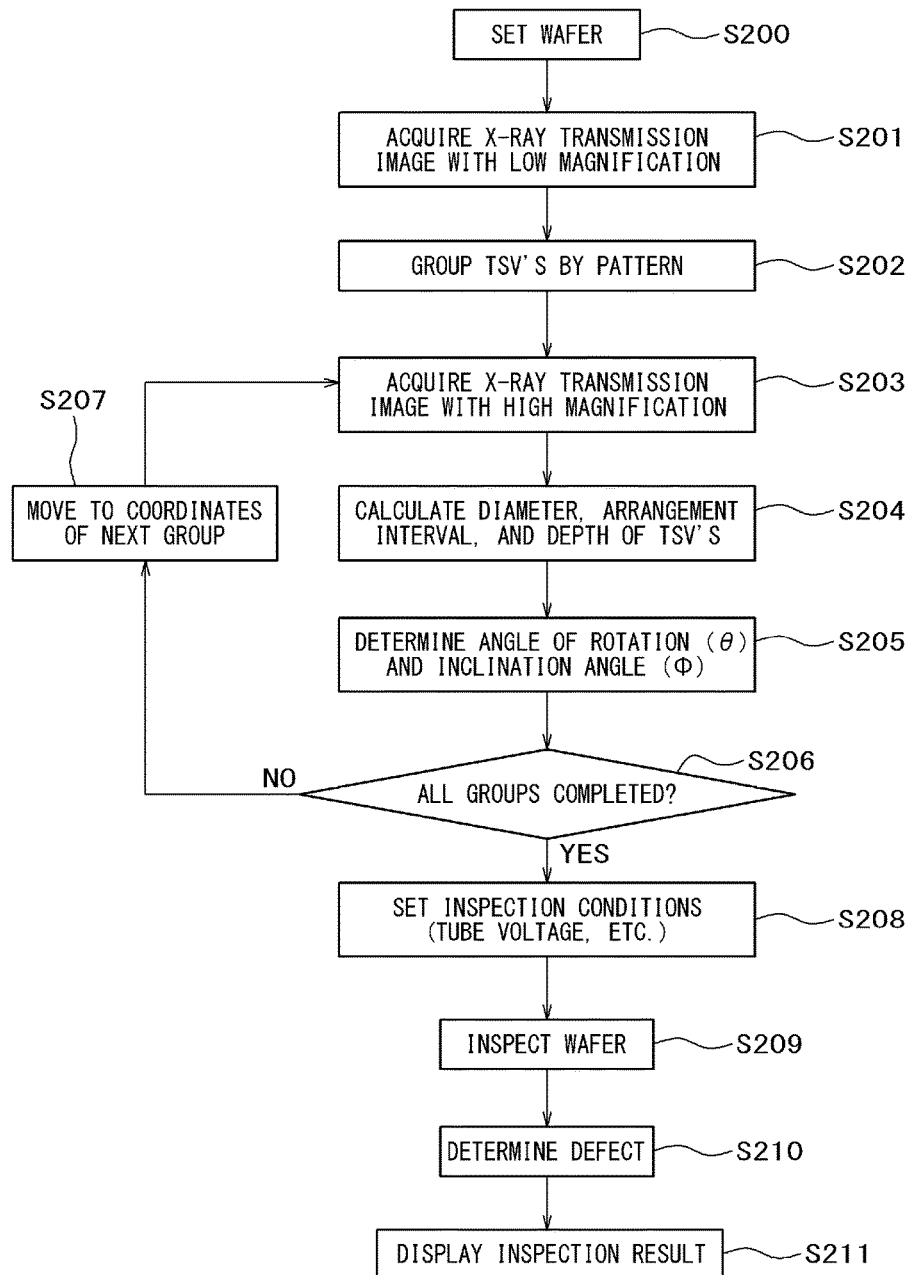 SET WAFER
S200
ACQUIRE X-RAY TRANSMISSION
IMAGE WITH LOW MAGNIFICATION
S201
GROUP TSV'S BY PATTERN
S202
ACQUIRE X-RAY TRANSMISSION
IMAGE WITH HIGH MAGNIFICATION
S203
S207
MOVE TO COORDINATES
OF NEXT GROUP
CALCULATE DIAMETER, ARRANGEMENT
INTERVAL, AND DEPTH OF TSV'S
S204
DETERMINE ANGLE OF ROTATION (θ)
AND INCLINATION ANGLE (Φ)
S205
S206
NO
ALL GROUPS COMPLETED?
YES
SET INSPECTION CONDITIONS
(TUBE VOLTAGE, ETC.)
S208
INSPECT WAFER
S209
DETERMINE DEFECT
S210
DISPLAY INSPECTION RESULT
S211